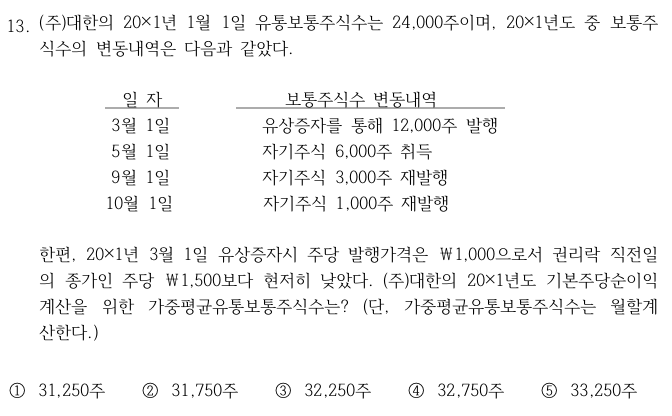 13. (주)대한의 20×1년 1월 1일 유통보통주식수는 24,000주이며, 20×1년도 중 보통주
식수의 변동내역은 다음과 같았다.
일 자 보통주식수 변동내역
3월 1일 유상증자를 통해 12,000주 발행
5월 1일 자기주식 6,000주 취득
9월 1일 자기주식 3,000주 재발행
10월 1일 자기주식 1,000주 재발행
한편, 20×1년 3월 1일 유상증자시 주당 발행가격은 ₩1,000으로서 권리락 직전일
의 종가인 주당 ₩1,500보다 현저히 낮았다. (주)대한의 20×1년도 기본주당순이익
계산을 위한 가중평균유통보통주식수는? (단, 가중평균유통보통주식수는 월할계
산한다.)
① 31,250주 ② 31,750주 ③ 32,250주 ④ 32,750주 ⑤ 33,250주